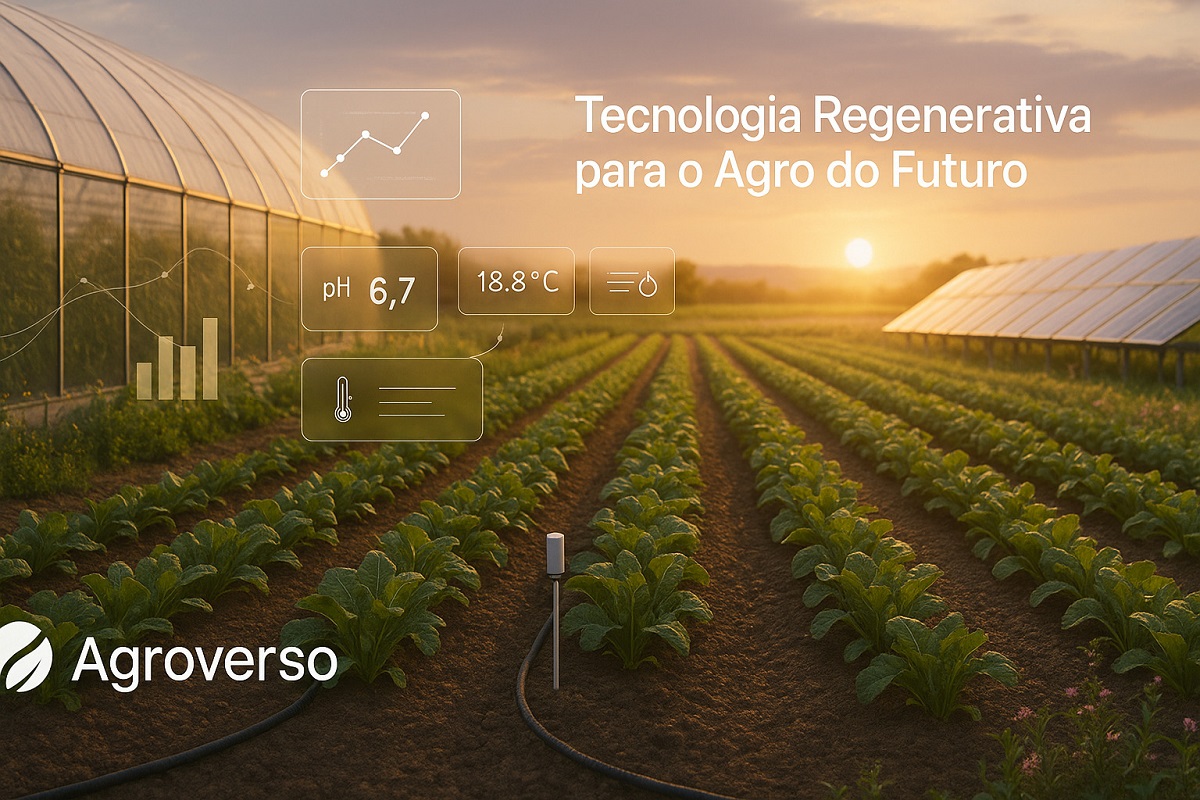 Tecnologia Regenerativa
para o Agro do Futuro
pH 6,7
18.8°C
Agroverso